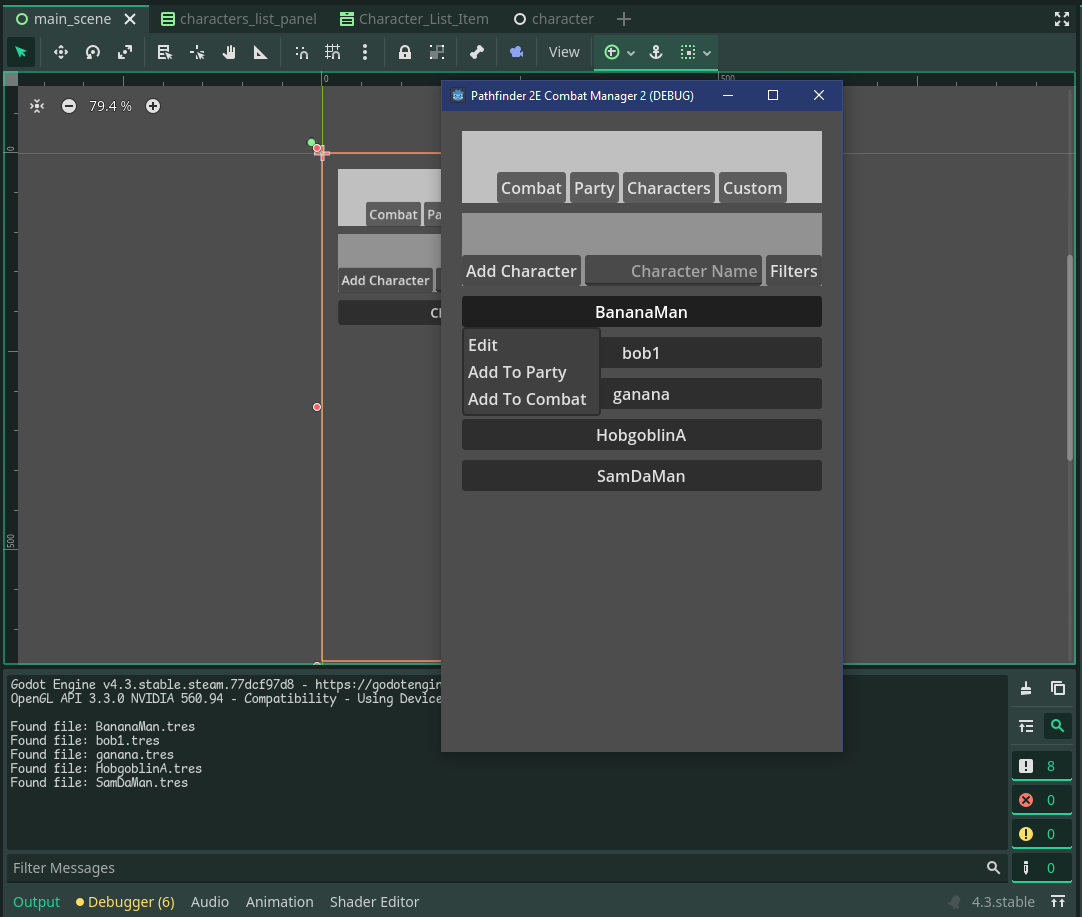 main_scene characters_list_panel Character_List_Item character
View
0 500
79.4 %
Pathfinder 2E Combat Manager 2 (DEBUG)
0
Combat Party Characters Custom
Combat Pa
Add Character Character Name Filters
Add Character
BananaMan
Edit
Add To Party
Add To Combat
bob1
ganana
HobgoblinA
SamDaMan
500
Godot Engine v4.3.stable.steam.77dcf97d8 - https://godotengin
OpenGL API 3.3.0 NVIDIA 560.94 - Compatibility - Using Device
Found file: BananaMan.tres
Found file: bob1.tres
Found file: ganana.tres
Found file: HobgoblinA.tres
Found file: SamDaMan.tres
8
0
0
0
Filter Messages
Output Debugger (6) Audio Animation Shader Editor 4.3.stable